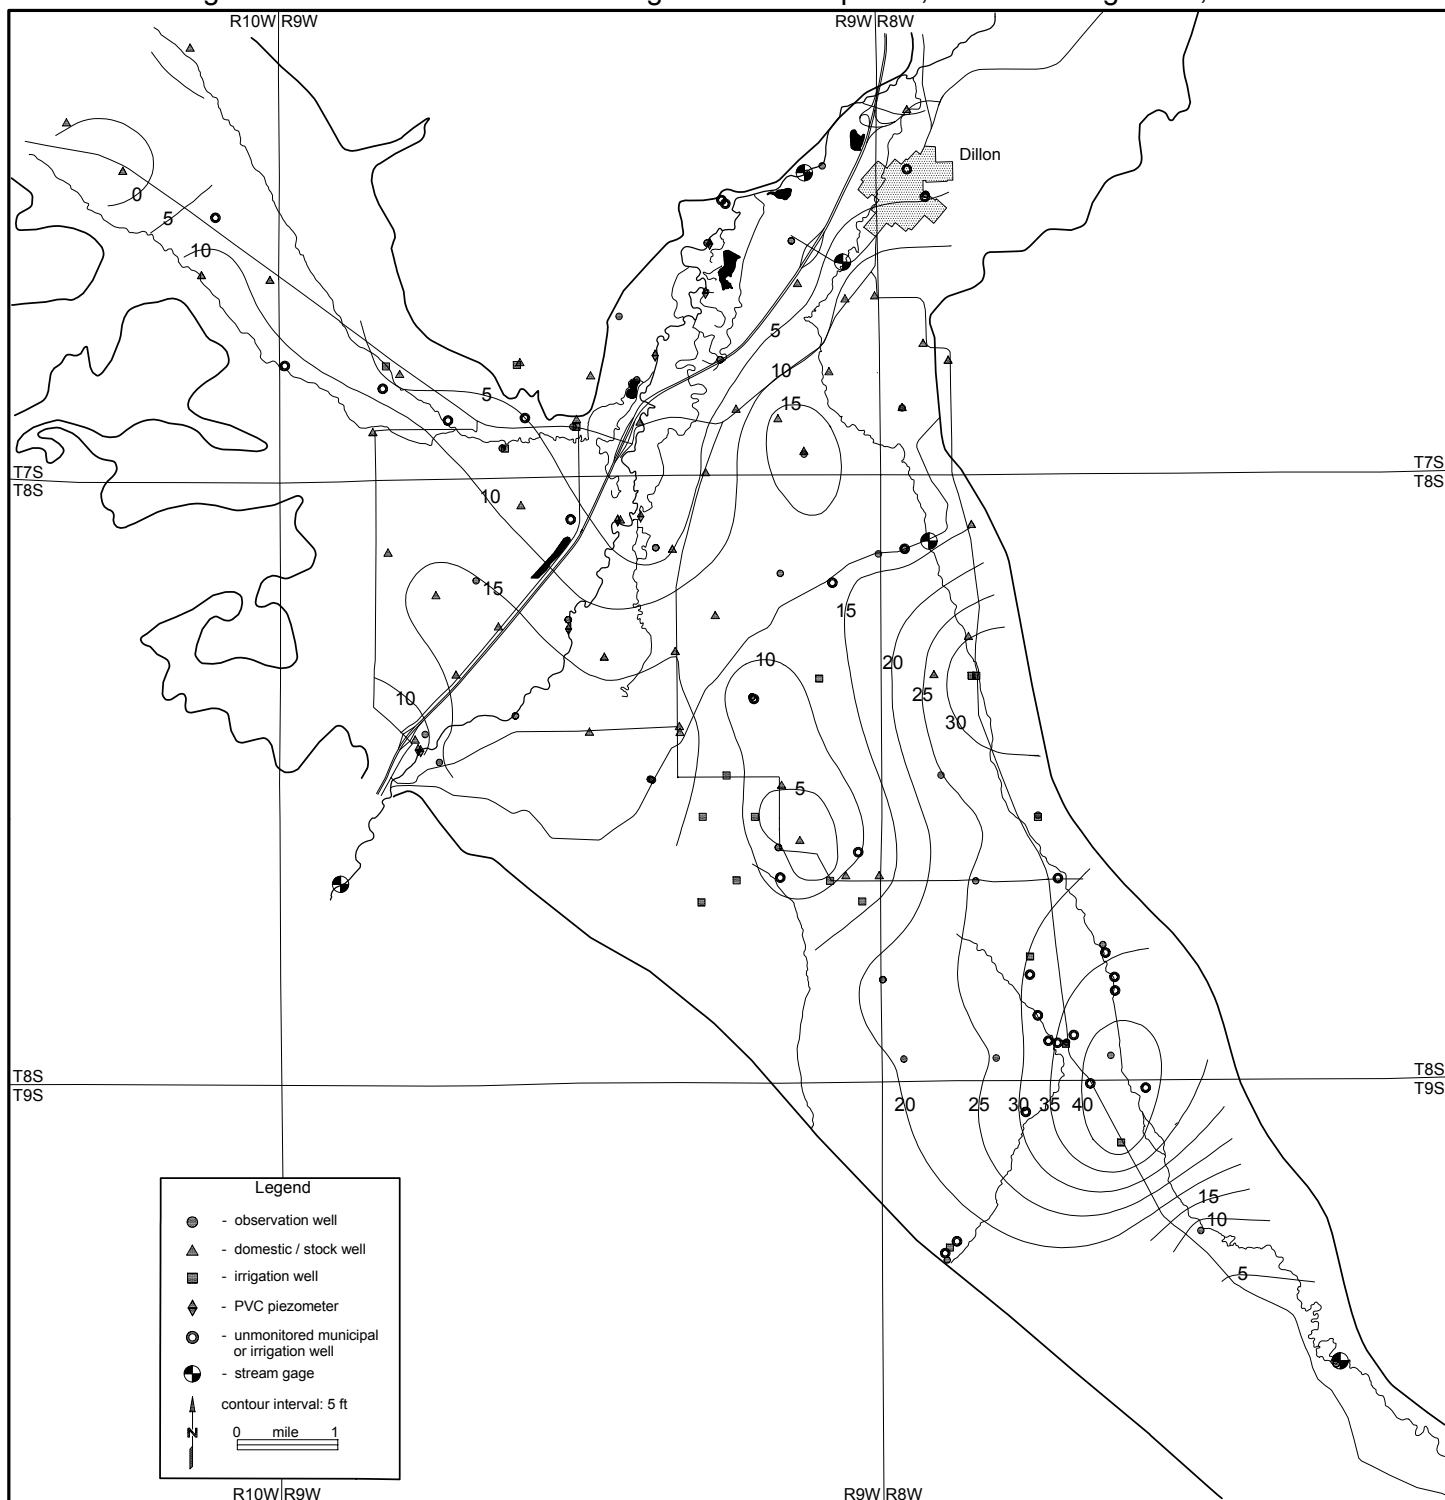 R10W R9W
R9W R8W
Dillon
0
5
10
5
10
5
15
T7S
T7S
T8S
T8S
10
15
15
10
20
25
10
30
5
T8S
T8S
T9S
T9S
20 25 30 35 40
15
10
5
Legend
- observation well
- domestic / stock well
- irrigation well
- PVC piezometer
- unmonitored municipal
or irrigation well
- stream gage
contour interval: 5 ft
N
0 mile 1
R10W R9W
R9W R8W